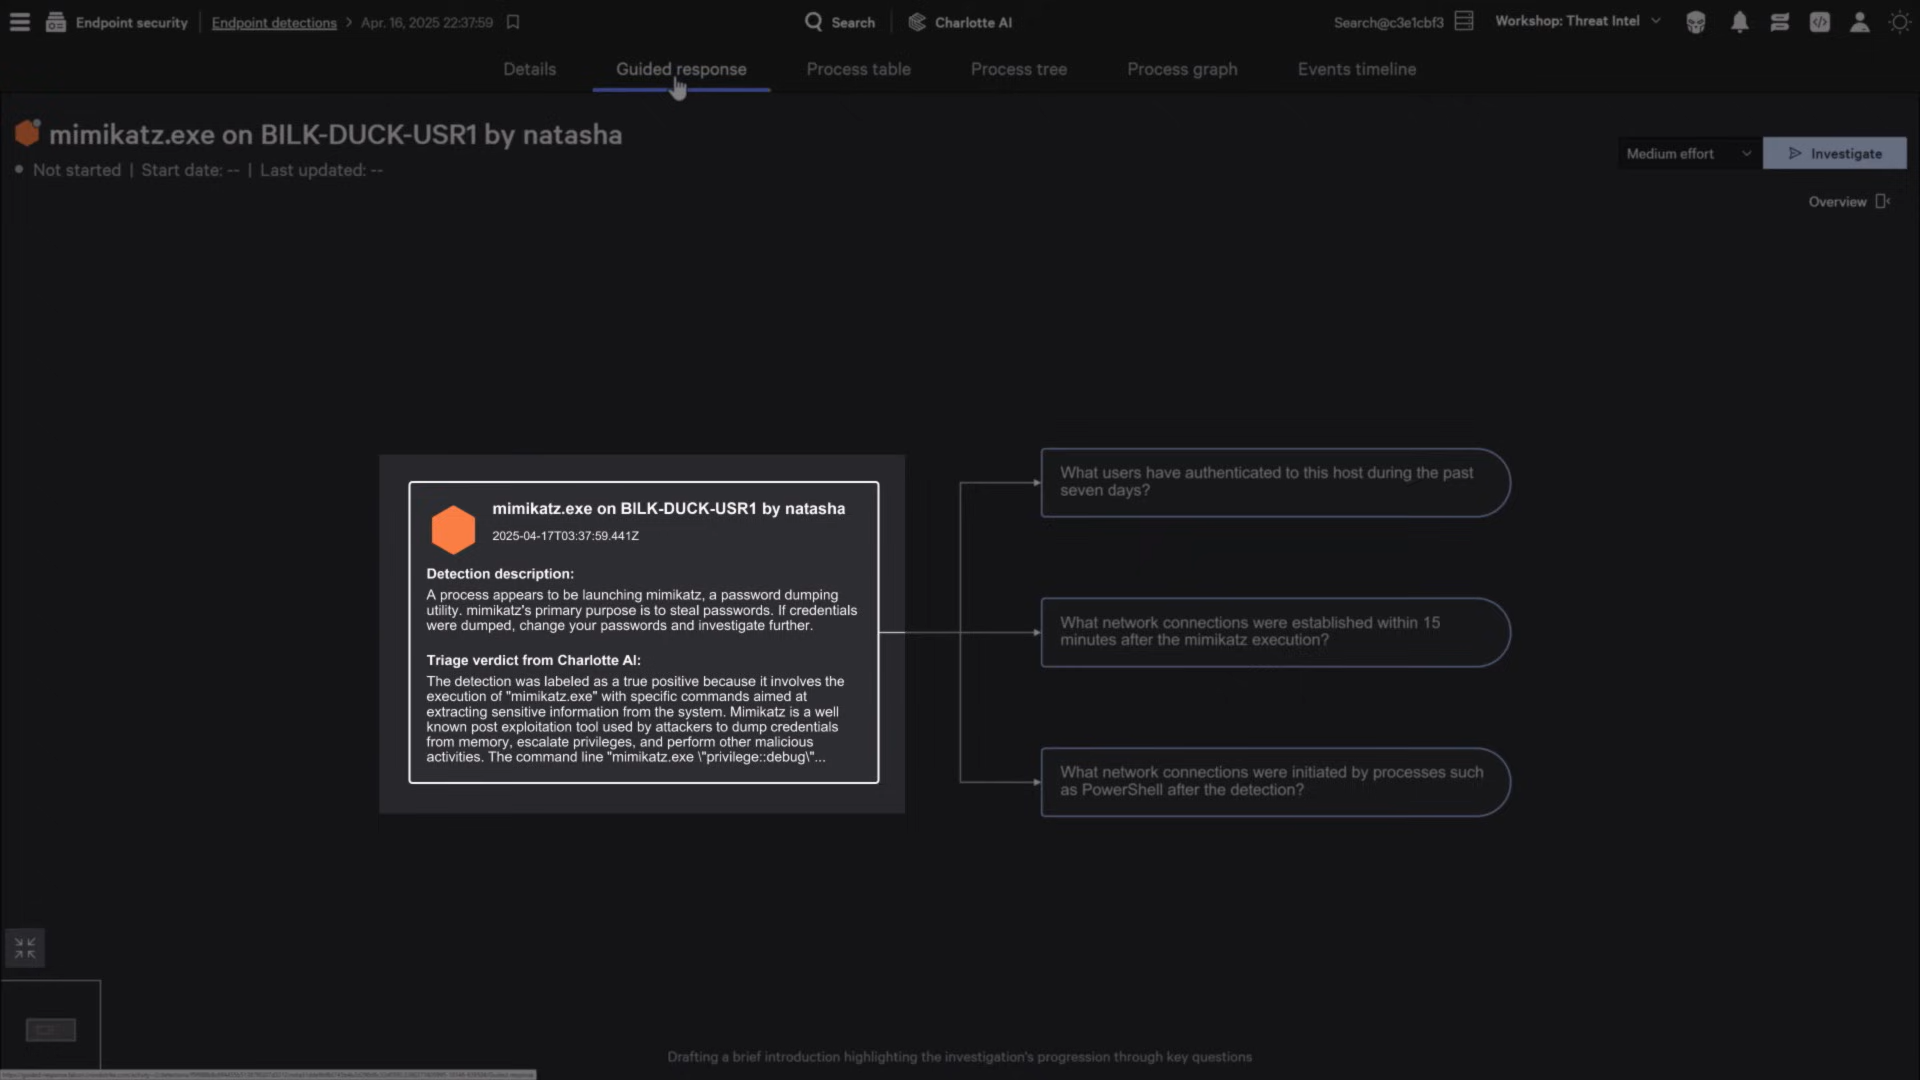 Endpoint security
Endpoint detections > Apr. 16, 2025 22:37:59
Search
Charlotte AI
Search@c3e1cbf3
Workshop: Threat Intel
Details
Guided response
Process table
Process tree
Process graph
Events timeline
mimikatz.exe on BILK-DUCK-USR1 by natasha
Not started | Start date: -- | Last updated: --
Medium effort
Investigate
Overview
mimikatz.exe on BILK-DUCK-USR1 by natasha
2025-04-17T03:37:59.441Z
Detection description:
A process appears to be launching mimikatz, a password dumping
utility. mimikatz's primary purpose is to steal passwords. If credentials
were dumped, change your passwords and investigate further.
Triage verdict from Charlotte AI:
The detection was labeled as a true positive because it involves the
execution of "mimikatz.exe" with specific commands aimed at
extracting sensitive information from the system. Mimikatz is a well
known post exploitation tool used by attackers to dump credentials
from memory, escalate privileges, and perform other malicious
activities. The command line "mimikatz.exe \"privilege::debug\"...
What users have authenticated to this host during the past
seven days?
What network connections were established within 15
minutes after the mimikatz execution?
What network connections were initiated by processes such
as PowerShell after the detection?
Drafting a brief introduction highlighting the investigation's progression through key questions